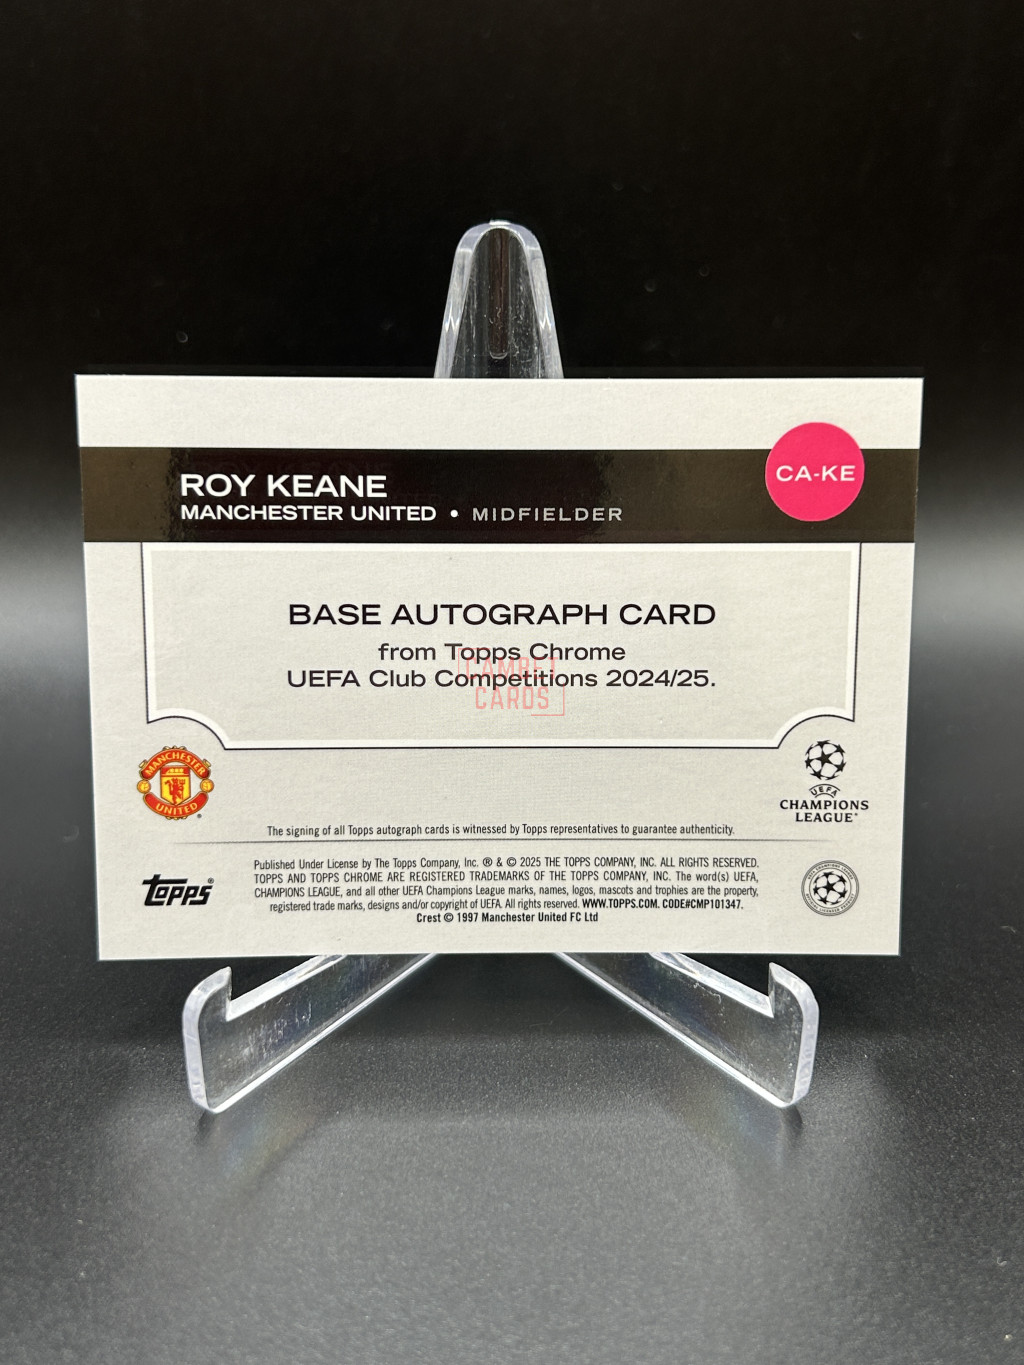 ROY KEANE
MANCHESTER UNITED • MIDFIELDER
CA-KE
BASE AUTOGRAPH CARD
from Topps Chrome
UEFA Club Competitions 2024/25.
CAMBET
CARDS
MANCHESTER
UNITED
UEFA
CHAMPIONS
LEAGUE®
The signing of all Topps autograph cards is witnessed by Topps representatives to guarantee authenticity.
topps®
Published Under License by The Topps Company, Inc. ® & © 2025 THE TOPPS COMPANY, INC. ALL RIGHTS RESERVED.
TOPPS AND TOPPS CHROME ARE REGISTERED TRADEMARKS OF THE TOPPS COMPANY, INC. The word(s) UEFA,
CHAMPIONS LEAGUE, and all other UEFA Champions League marks, names, logos, mascots and trophies are the property,
registered trade marks, designs and/or copyright of UEFA. All rights reserved. WWW.TOPPS.COM. CODE#CMP101347.
Crest © 1997 Manchester United FC Ltd